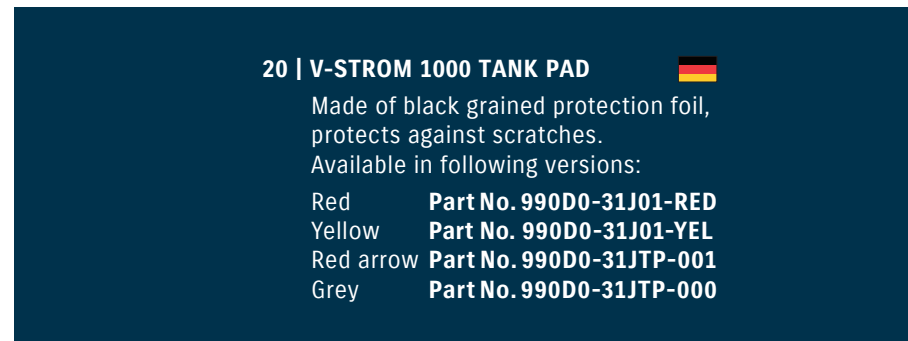 20 | V-STROM 1000 TANK PAD
Made of black grained protection foil,
protects against scratches.
Available in following versions:
Red Part No. 990D0-31J01-RED
Yellow Part No. 990D0-31J01-YEL
Red arrow Part No. 990D0-31JTP-001
Grey Part No. 990D0-31JTP-000